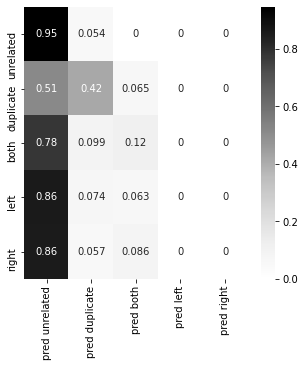 unrelated 0.95 0.054 0 0 0
duplicate 0.51 0.42 0.065 0 0
both 0.78 0.099 0.12 0 0
left 0.86 0.074 0.063 0 0
right 0.86 0.057 0.086 0 0
pred unrelated
pred duplicate
pred both
pred left
pred right
0.8
0.6
0.4
0.2
0.0